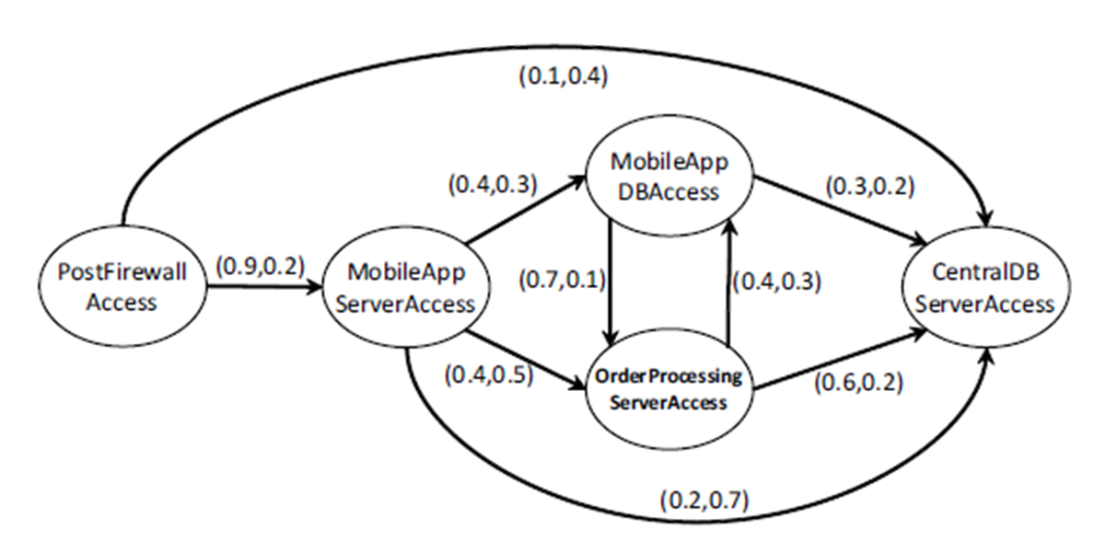 (0.1,0.4)
MobileApp
DBAccess
(0.4,0.3)
(0.3,0.2)
PostFirewall
Access
(0.9,0.2)
MobileApp
ServerAccess
(0.7,0.1)
(0.4,0.3)
CentralDB
ServerAccess
(0.4,0.5)
OrderProcessing
ServerAccess
(0.6,0.2)
(0.2,0.7)